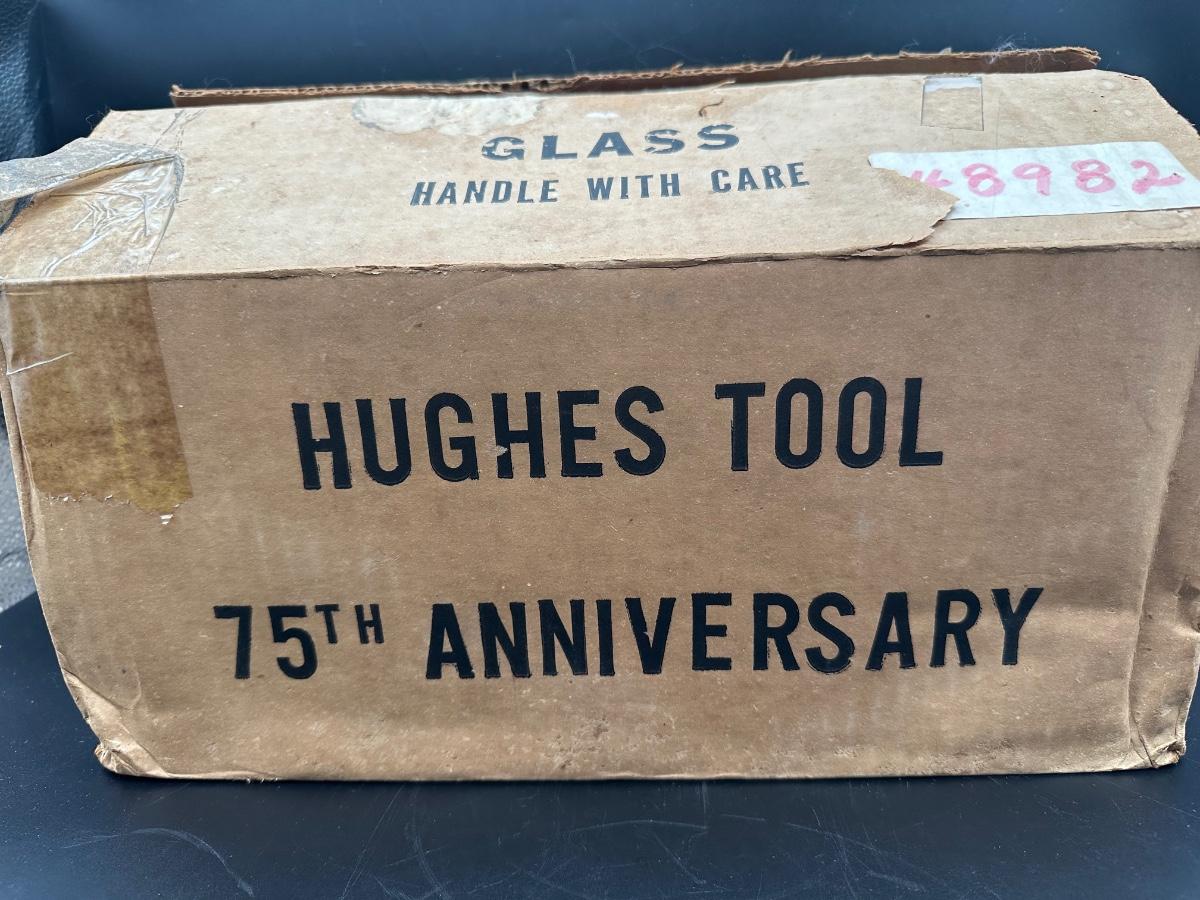 GLASS
HANDLE WITH CARE
#8982
HUGHES TOOL
75TH ANNIVERSARY